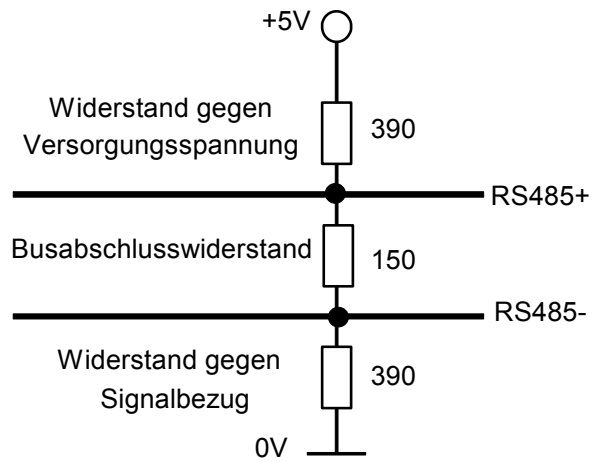 +5V
Widerstand gegen
Versorgungsspannung
390
RS485+
Busabschlusswiderstand
150
RS485-
Widerstand gegen
Signalbezug
390
0V